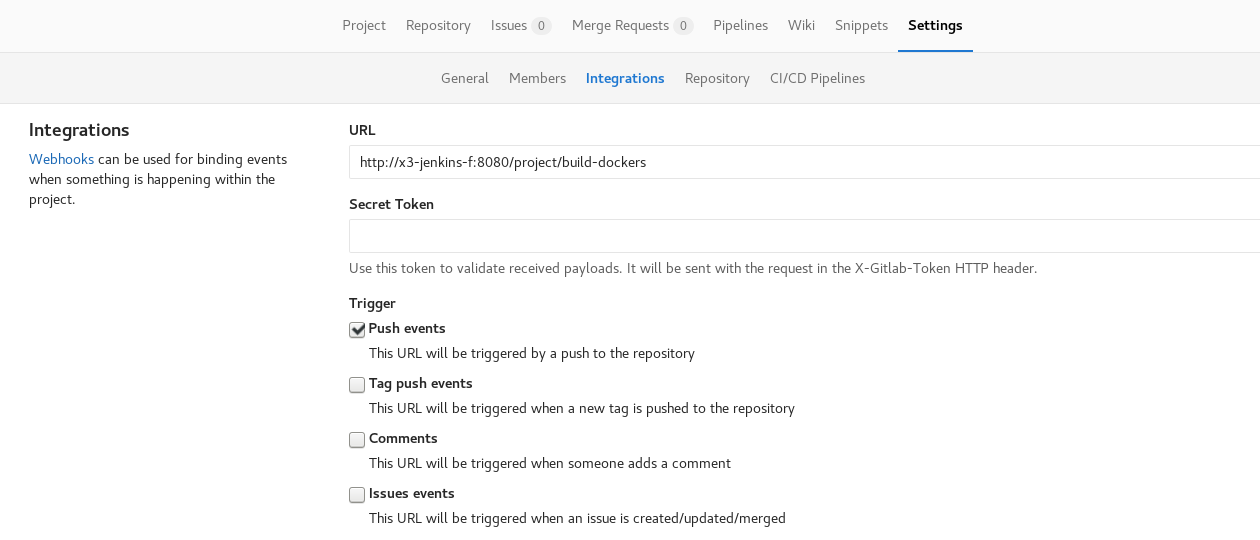 Project Repository Issues 0 Merge Requests 0 Pipelines Wiki Snippets Settings
General Members Integrations Repository CI/CD Pipelines
Integrations
Webhooks can be used for binding events
when something is happening within the
project.
URL
http://x3-jenkins-f:8080/project/build-dockers
Secret Token
Use this token to validate received payloads. It will be sent with the request in the X-Gitlab-Token HTTP header.
Trigger
Push events
This URL will be triggered by a push to the repository
Tag push events
This URL will be triggered when a new tag is pushed to the repository
Comments
This URL will be triggered when someone adds a comment
Issues events
This URL will be triggered when an issue is created/updated/merged